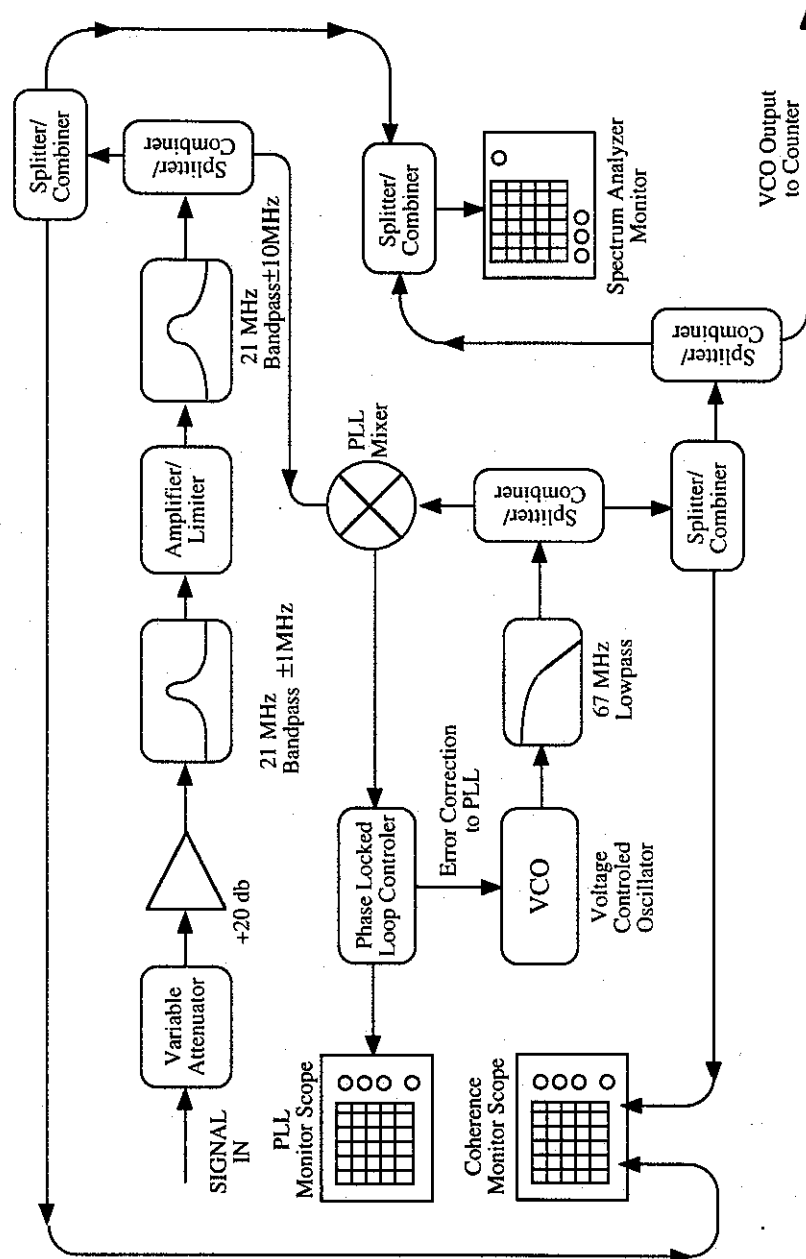 Splitter/
Combiner
SIGNAL
IN
Variable
Attenuator
+20 db
21 MHz
Bandpass ±1MHz
Amplifier/
Limiter
21 MHz
Bandpass±10MHz
Splitter/
Combiner
PLL
Monitor Scope
Phase Locked
Loop Controler
PLL
Mixer
Splitter/
Combiner
Spectrum Analyzer
Monitor
Error Correction
to PLL
VCO
Voltage
Controled
Oscillator
67 MHz
Lowpass
Splitter/
Combiner
Splitter/
Combiner
Coherence
Monitor Scope
Splitter/
Combiner
VCO Output
to Counter